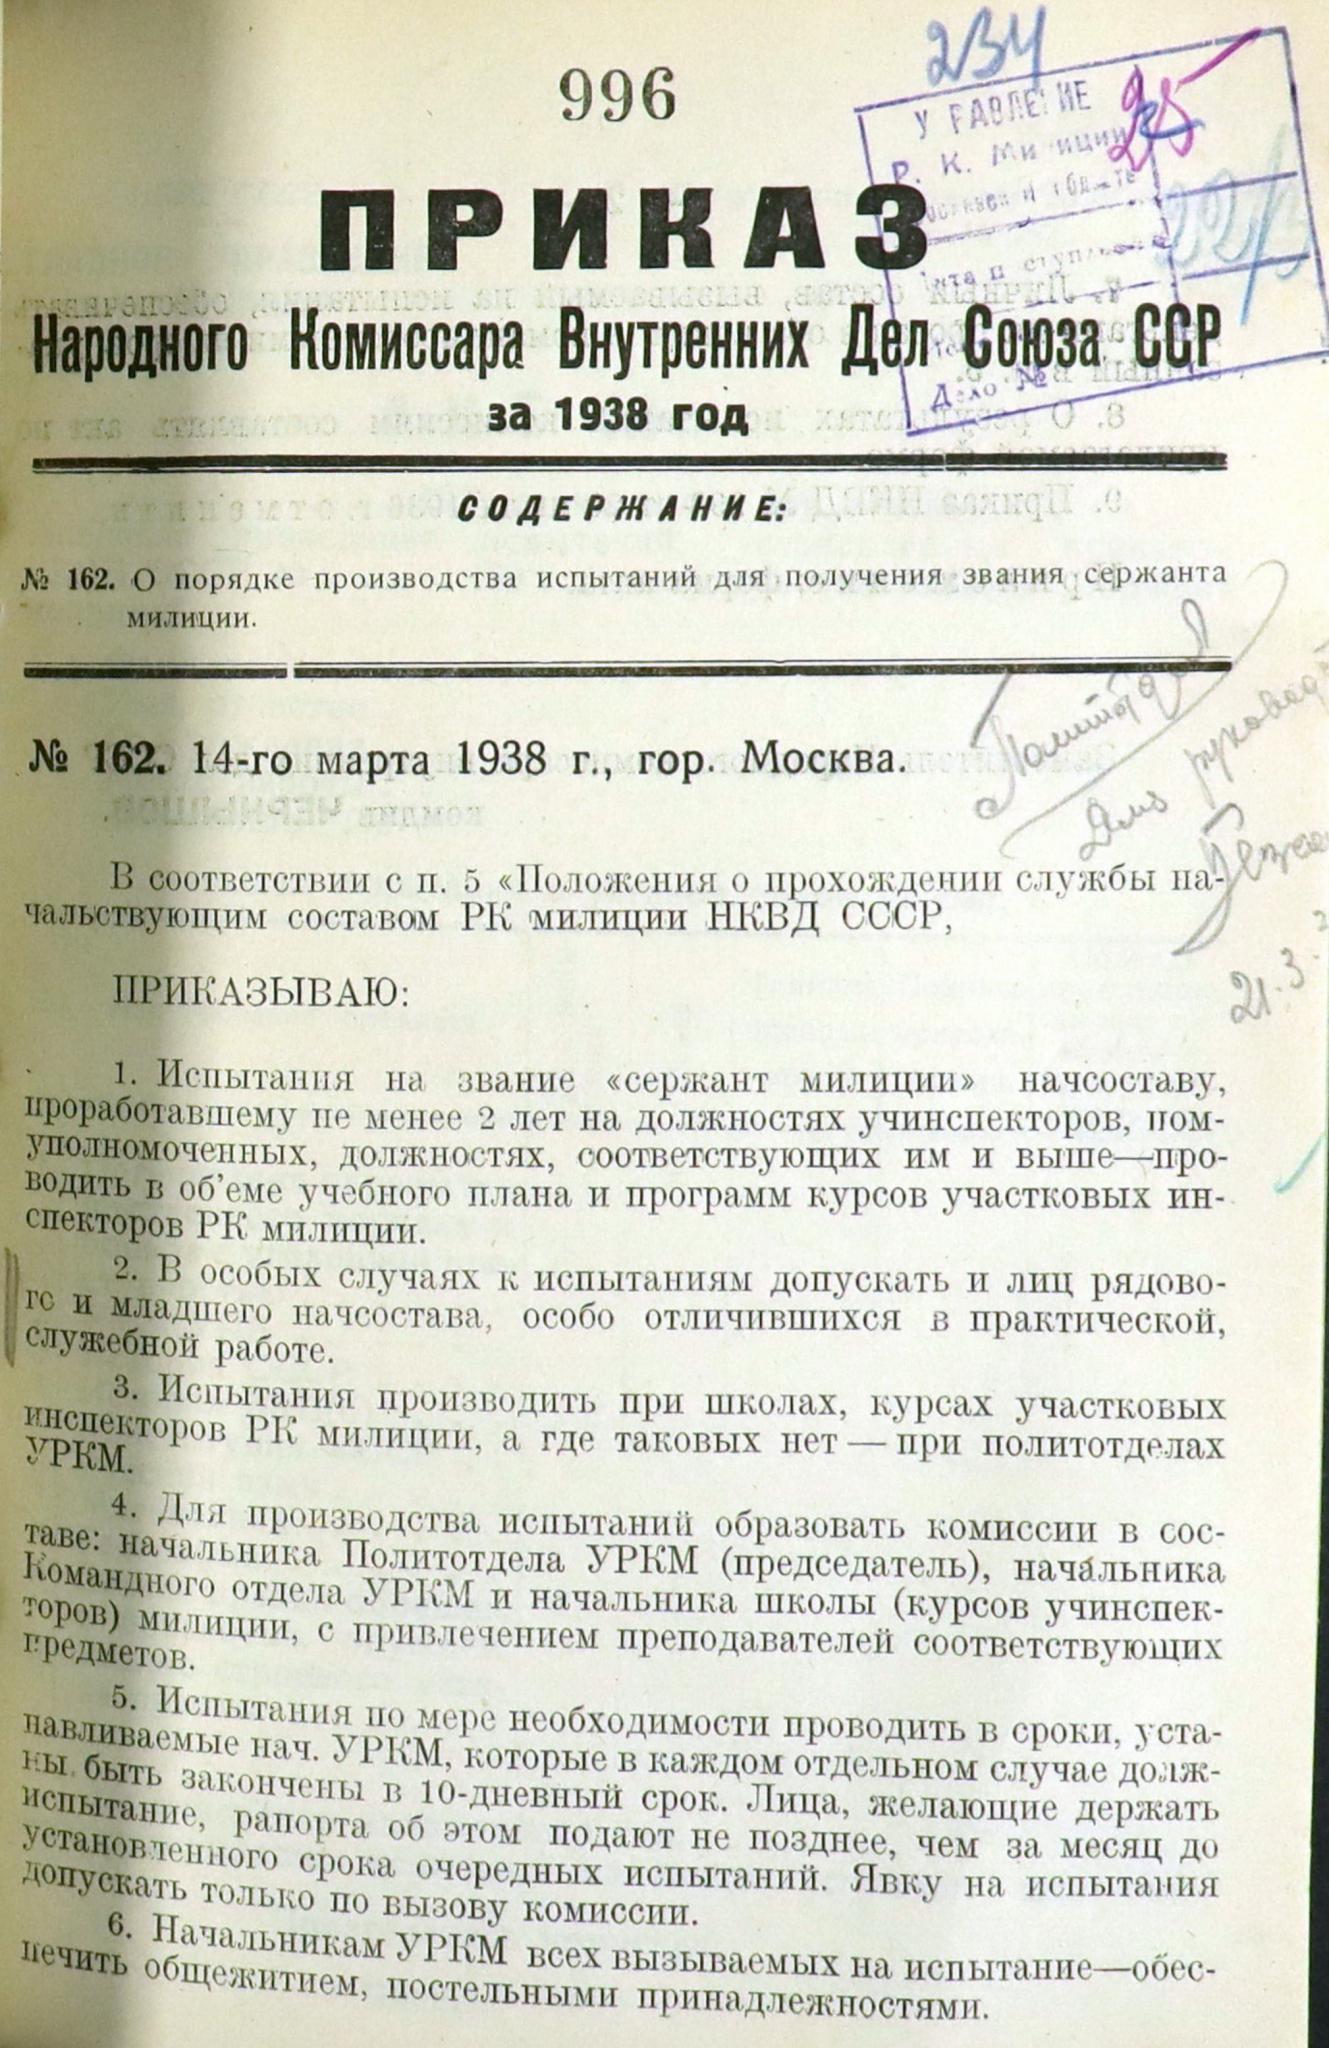 234
996
25
У РАВЛЕНИЕ
Р. К. Милиции
22/3
ПРИКАЗ
Народного Комиссара Внутренних Дел Союза ССР
Дело №
за 1938 год
СОДЕРЖАНИЕ:
№ 162. О порядке производства испытаний для получения звания сержанта
милиции.
Политотдел
Для руковод
№ 162. 14-го марта 1938 г., гор. Москва.
В соответствии с п. 5 «Положения о прохождении службы на-
чальствующим составом РК милиции НКВД СССР,
21.3.
ПРИКАЗЫВАЮ:
1. Испытания на звание «сержант милиции» начсоставу,
проработавшему не менее 2 лет на должностях учинспекторов, пом-
уполномоченных, должностях, соответствующих им и выше—про-
водить в об'еме учебного плана и программ курсов участковых ин-
спекторов РК милиции.
2. В особых случаях к испытаниям допускать и лиц рядово-
го и младшего начсостава, особо отличившихся в практической,
служебной работе.
3. Испытания производить при школах, курсах участковых
инспекторов РК милиции, а где таковых нет — при политотделах
УРКМ.
4. Для производства испытаний образовать комиссии в сос-
таве: начальника Политотдела УРКМ (председатель), начальника
Командного отдела УРКМ и начальника школы (курсов учинспек-
торов) милиции, с привлечением преподавателей соответствующих
предметов.
5. Испытания по мере необходимости проводить в сроки, уста-
навливаемые нач. УРКМ, которые в каждом отдельном случае долж-
ны быть закончены в 10-дневный срок. Лица, желающие держать
испытание, рапорта об этом подают не позднее, чем за месяц до
установленного срока очередных испытаний. Явку на испытания
допускать только по вызову комиссии.
6. Начальникам УРКМ всех вызываемых на испытание—обес-
печить общежитием, постельными принадлежностями.